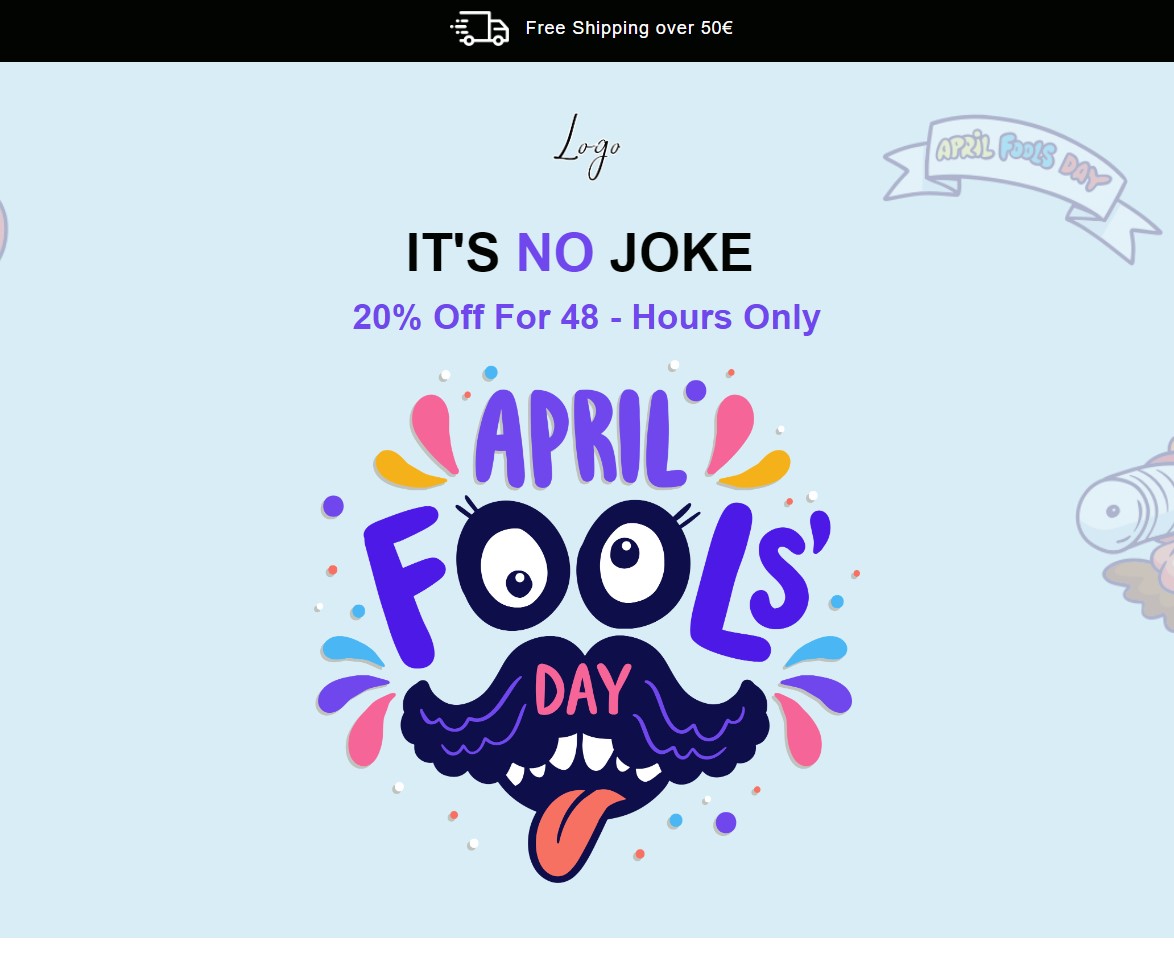 Free Shipping over 50€
Logo
APRIL FOOLS DAY
IT'S NO JOKE
20% Off For 48 - Hours Only
APRIL
FOOLS'
DAY